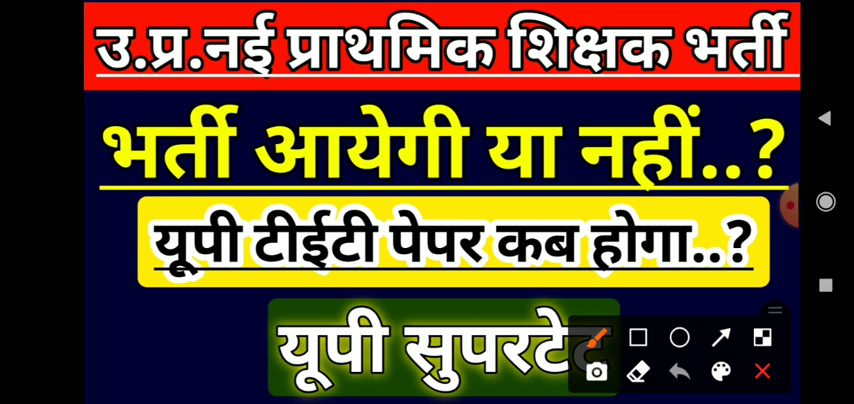 उ.प्र.नई प्राथमिक शिक्षक भर्ती
भर्ती आयेगी या नहीं..?
यूपी टीईटी पेपर कब होगा..?
यूपी सुपरटेट